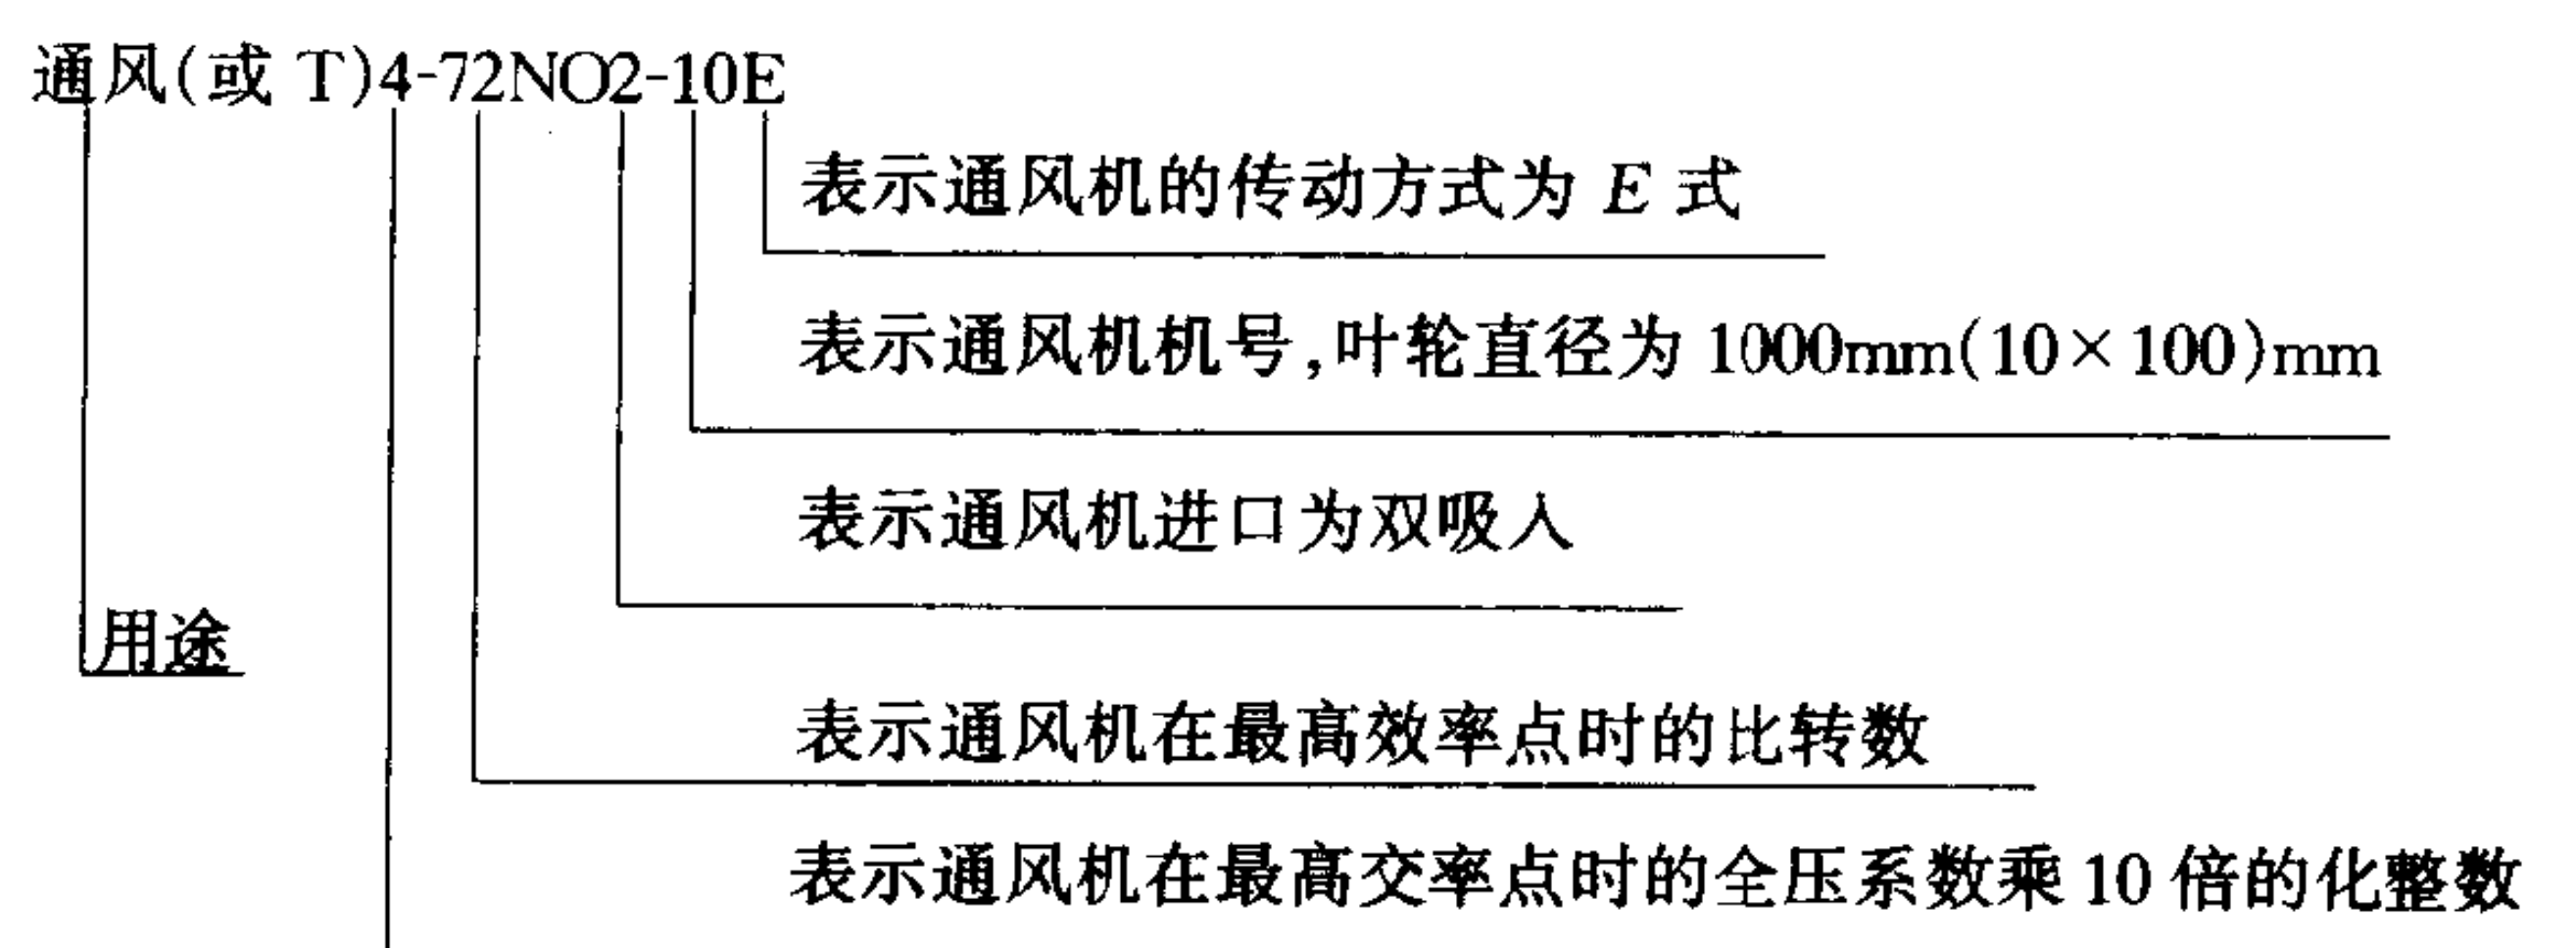 通风(或 T)4-72NO2-10E
表示通风机的传动方式为 E 式
表示通风机机号,叶轮直径为 1000mm(10×100)mm
表示通风机进口为双吸入
用途
表示通风机在最高效率点时的比转数
表示通风机在最高交率点时的全压系数乘 10 倍的化整数